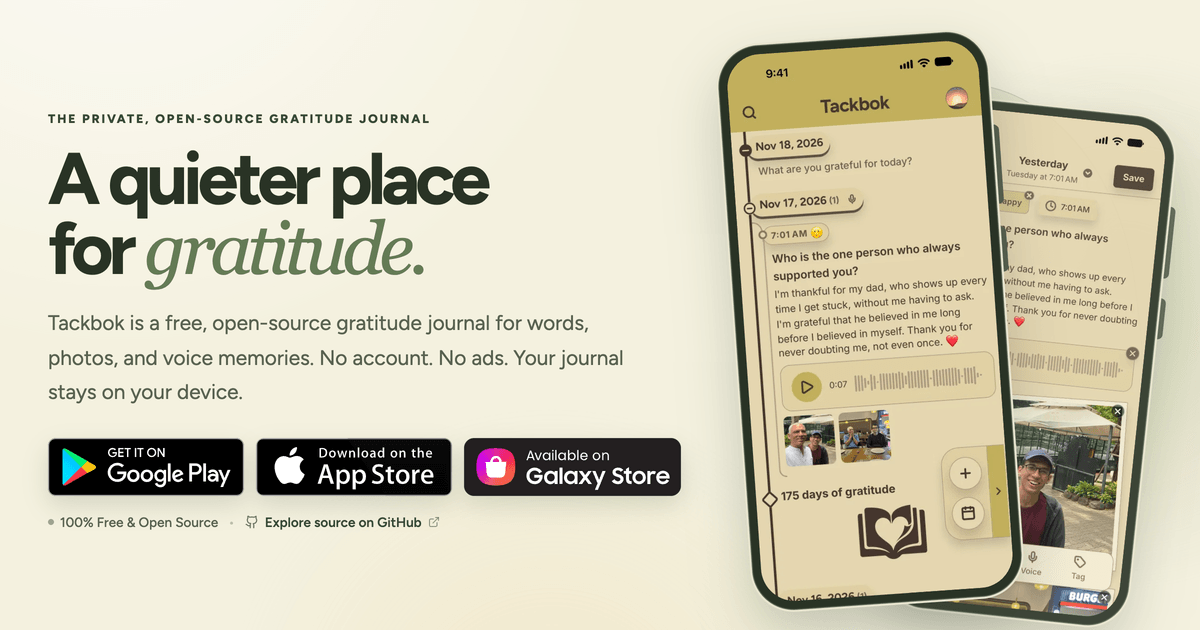 THE PRIVATE, OPEN-SOURCE GRATITUDE JOURNAL
A quieter place
for gratitude.
Tackbok is a free, open-source gratitude journal for words,
photos, and voice memories. No account. No ads. Your journal
stays on your device.
GET IT ON
Google Play
Download on the
App Store
Available on
Galaxy Store
100% Free & Open Source
Explore source on GitHub
9:41
Tackbok
Nov 18, 2026
What are you grateful for today?
Nov 17, 2026 (1)
7:01 AM
Who is the one person who always
supported you?
I'm thankful for my dad, who shows up every
time I get stuck, without me having to ask.
I'm grateful that he believed in me long
before I believed in myself. Thank you for
never doubting me, not even once. ❤️
0:07
175 days of gratitude
Nov 16, 2026 (1)
Yesterday
Tuesday at 7:01 AM
Save
appy
7:01 AM
e person who always
?
y dad, who shows up every
without me having to ask.
he believed in me long before I
. Thank you for never doubting
❤️
Voice
Tag
BURG